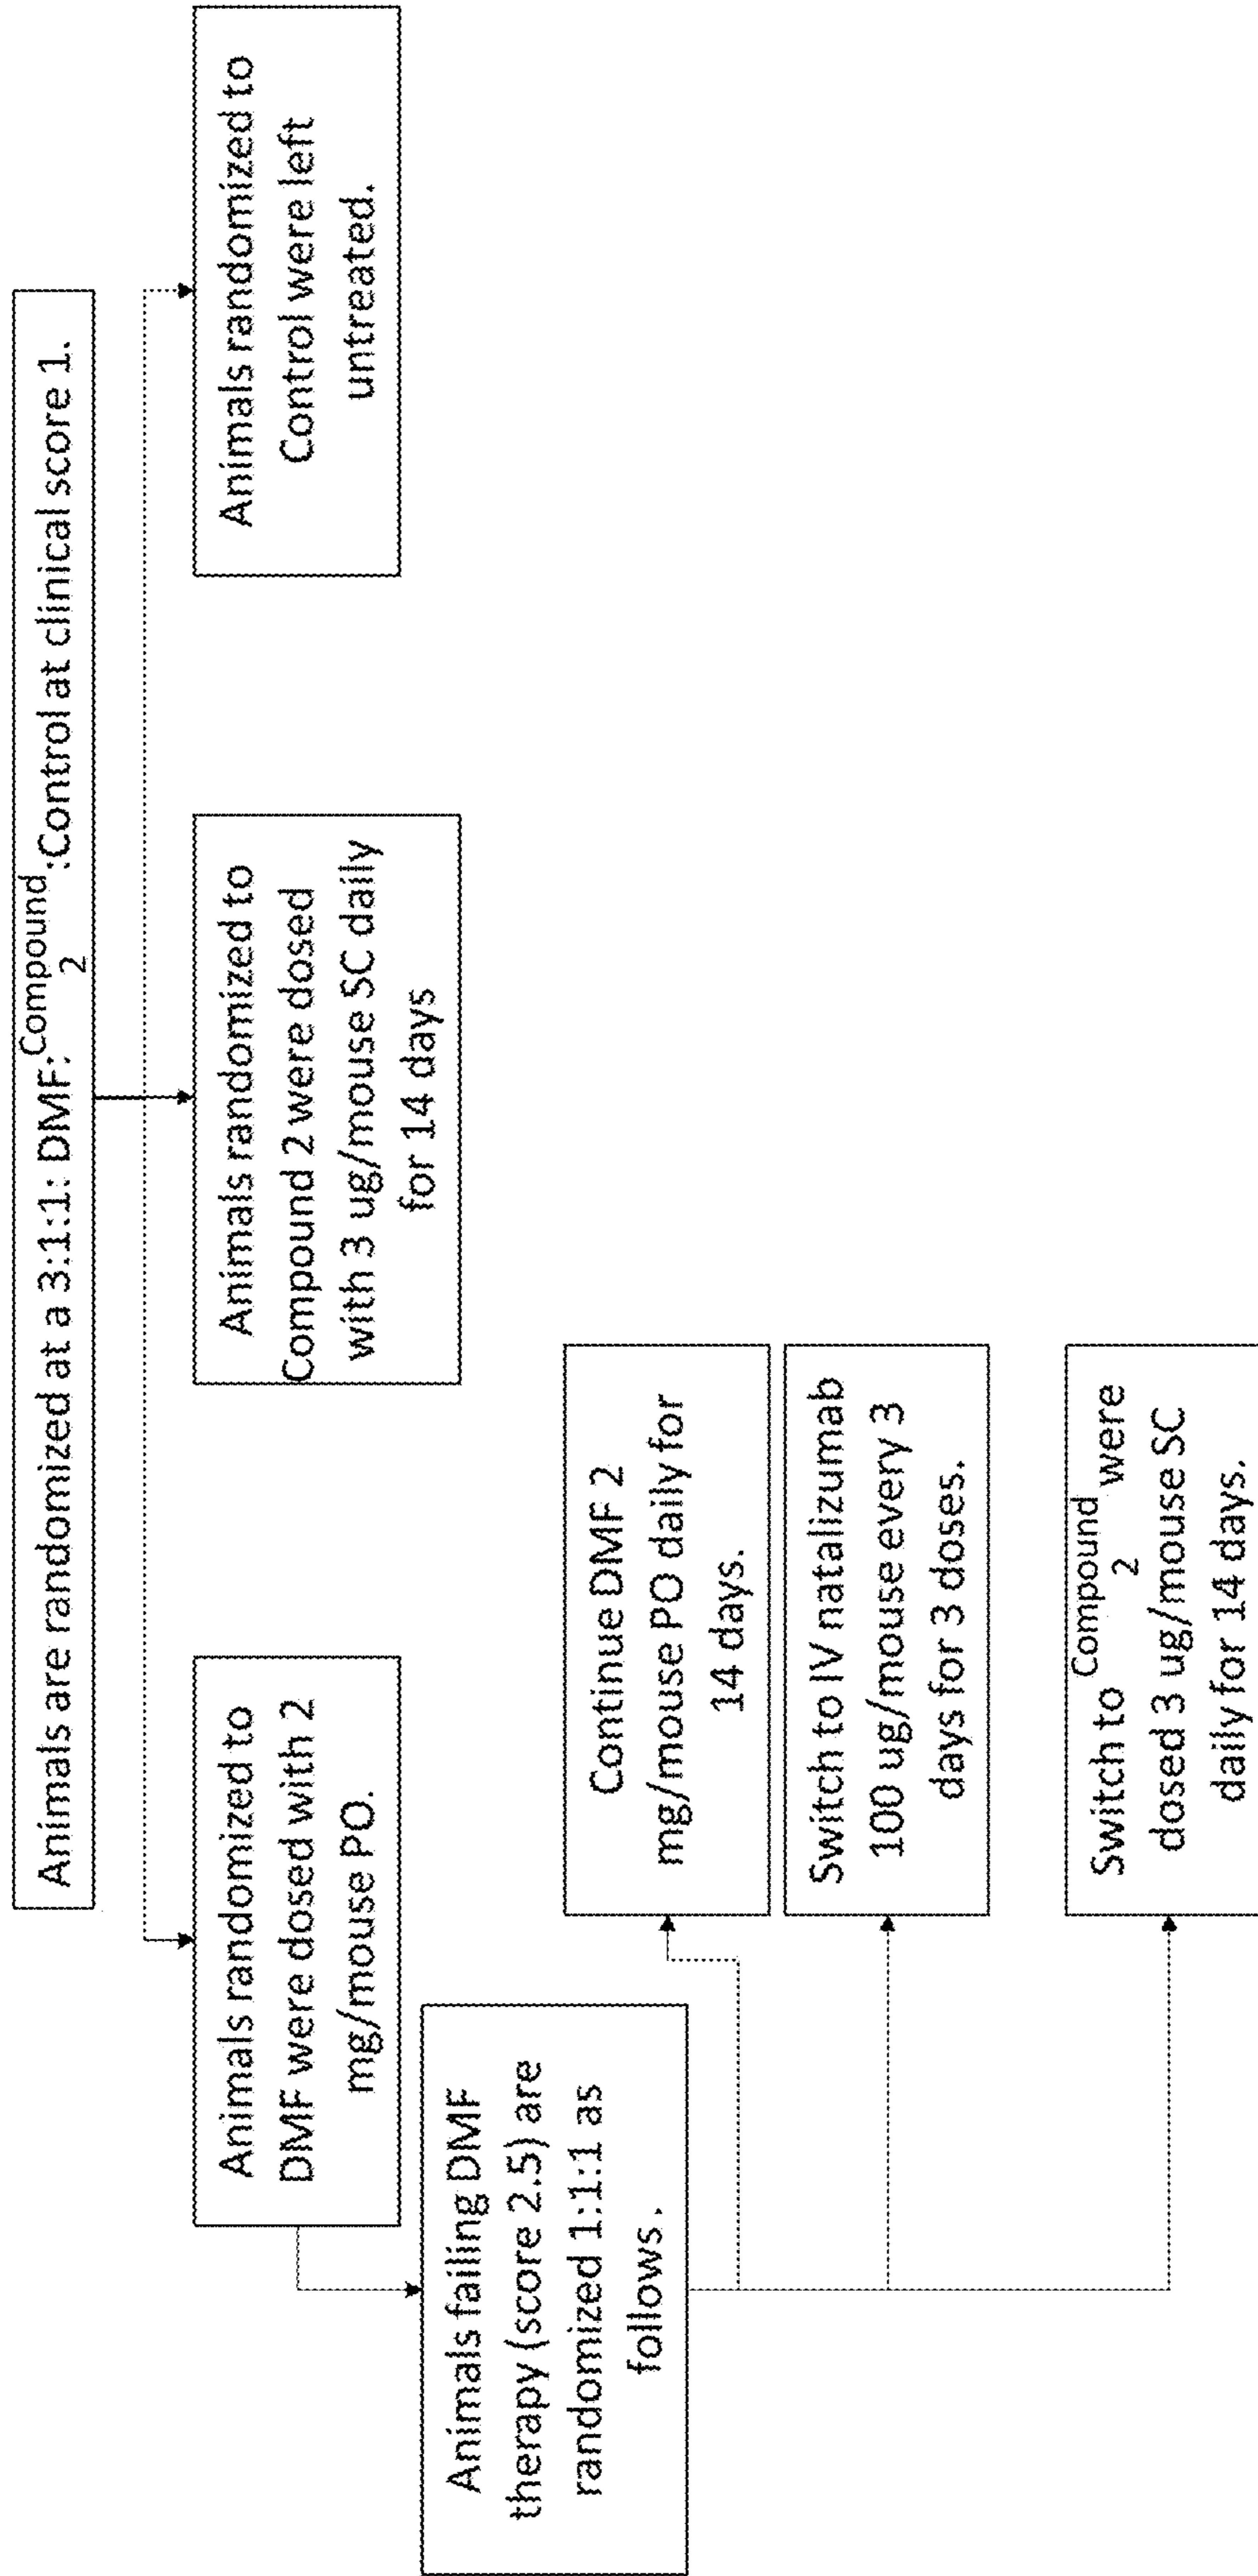 Animals are randomized at a 3:1:1: DMF: Compound 2 :Control at clinical score 1.
Animals randomized to
DMF were dosed with 2
mg/mouse PO.
Animals randomized to
Compound 2 were dosed
with 3 ug/mouse SC daily
for 14 days
Animals randomized to
Control were left
untreated.
Animals failing DMF
therapy (score 2.5) are
randomized 1:1:1 as
follows.
Continue DMF 2
mg/mouse PO daily for
14 days.
Switch to IV natalizumab
100 ug/mouse every 3
days for 3 doses.
Switch to Compound 2 were
dosed 3 ug/mouse SC
daily for 14 days.